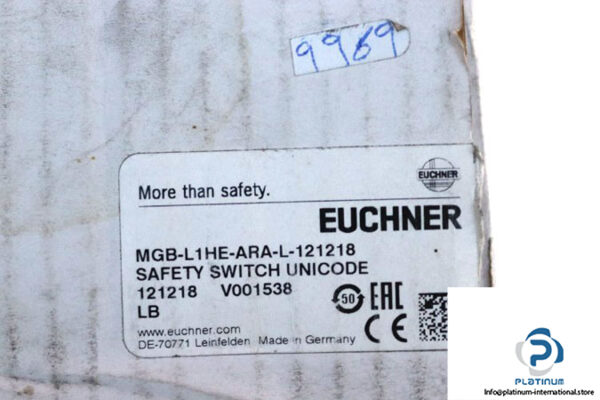 9969
EUCHNER
More than safety.
EUCHNER
MGB-L1HE-ARA-L-121218
SAFETY SWITCH UNICODE
121218 V001538
LB
50 EAC
CE
www.euchner.com
DE-70771 Leinfelden Made in Germany
PLATINUM
Info@platinum-international.store